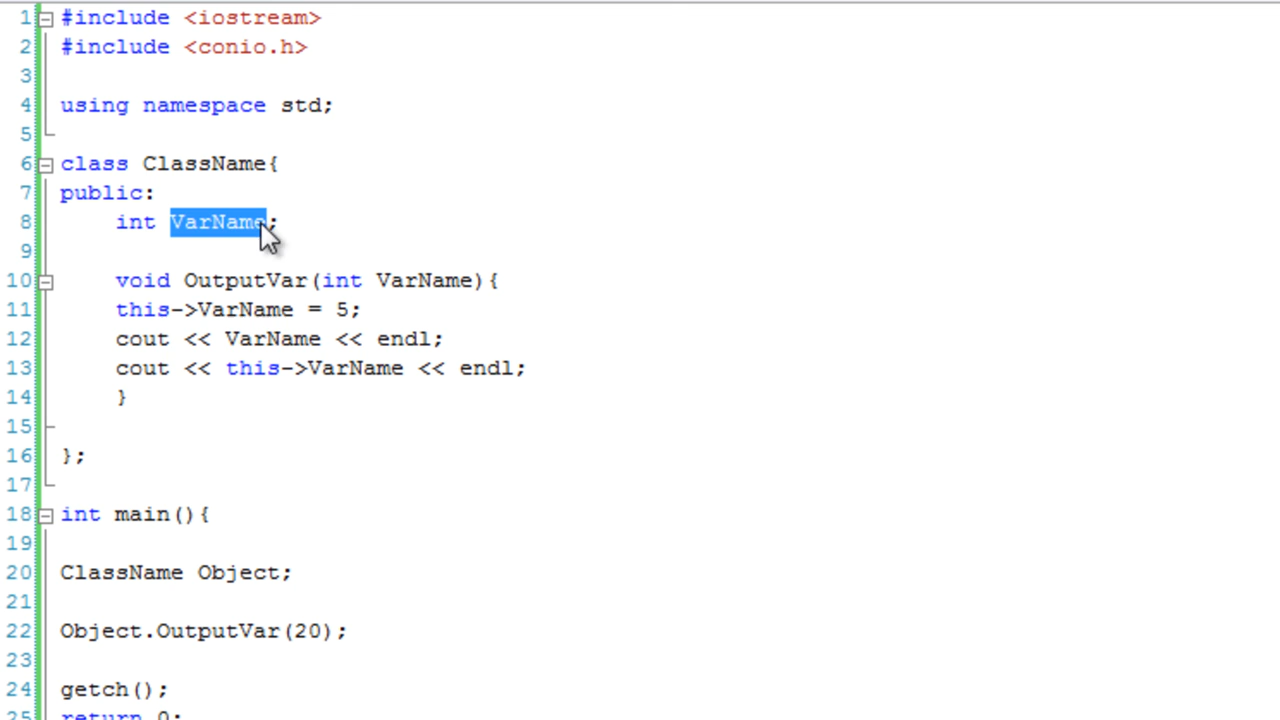 1 #include <iostream>
2 #include <conio.h>
3
4 using namespace std;
5
6 class ClassName{
7 public:
8     int VarName;
9
10     void OutputVar(int VarName){
11     this->VarName = 5;
12     cout << VarName << endl;
13     cout << this->VarName << endl;
14     }
15
16 };
17
18 int main(){
19
20 ClassName Object;
21
22 Object.OutputVar(20);
23
24 getch();
25 return 0;